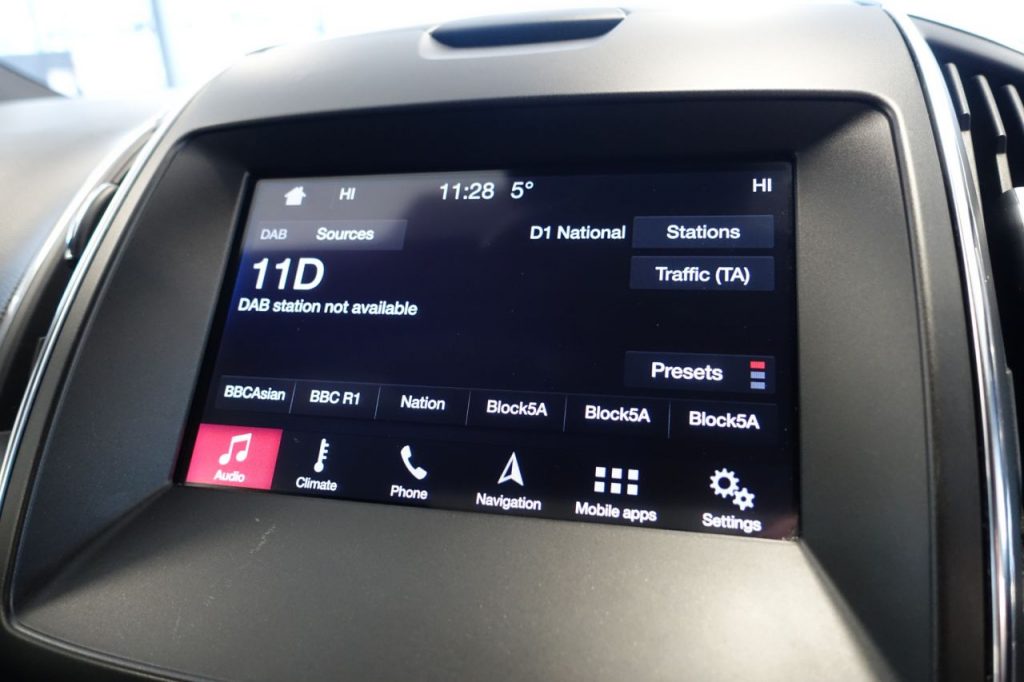 HI 11:28 5° HI
DAB Sources D1 National Stations
11D Traffic (TA)
DAB station not available
Presets
BBCAsian BBC R1 Nation Block5A Block5A Block5A
Audio Climate Phone Navigation Mobile apps Settings